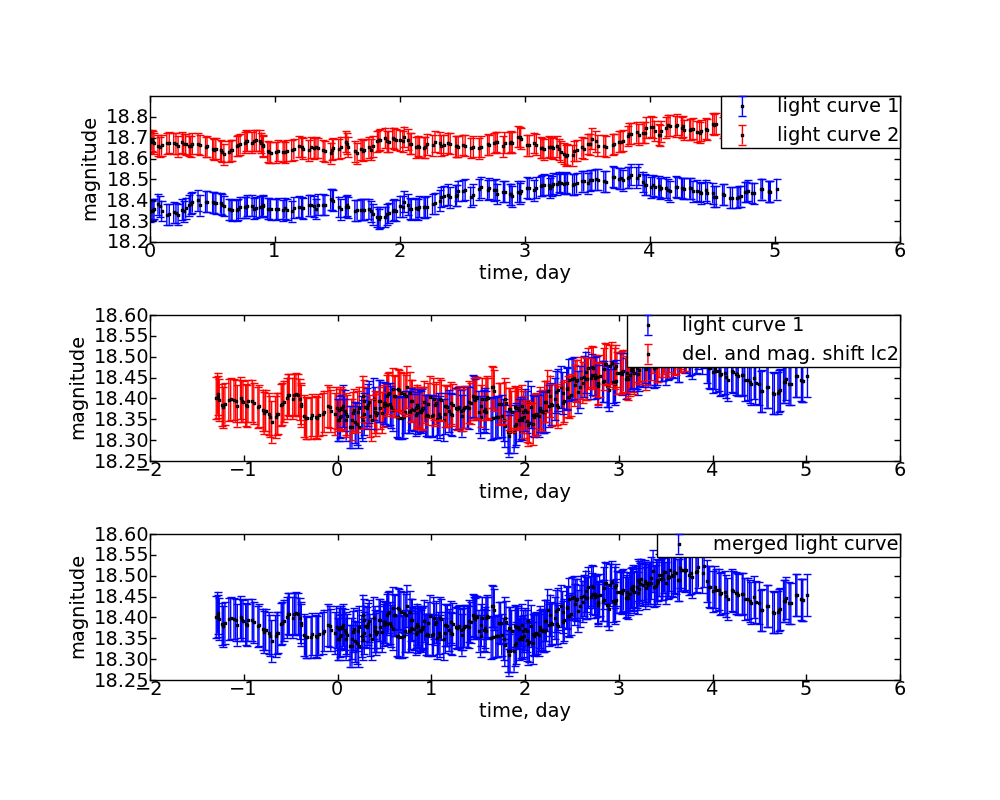 18.8
18.7
18.6
18.5
18.4
18.3
18.2
magnitude
light curve 1
light curve 2
0 1 2 3 4 5 6
time, day
18.60
18.55
18.50
18.45
18.40
18.35
18.30
18.25
magnitude
light curve 1
del. and mag. shift lc2
−2 −1 0 1 2 3 4 5 6
time, day
18.60
18.55
18.50
18.45
18.40
18.35
18.30
18.25
magnitude
merged light curve
−2 −1 0 1 2 3 4 5 6
time, day